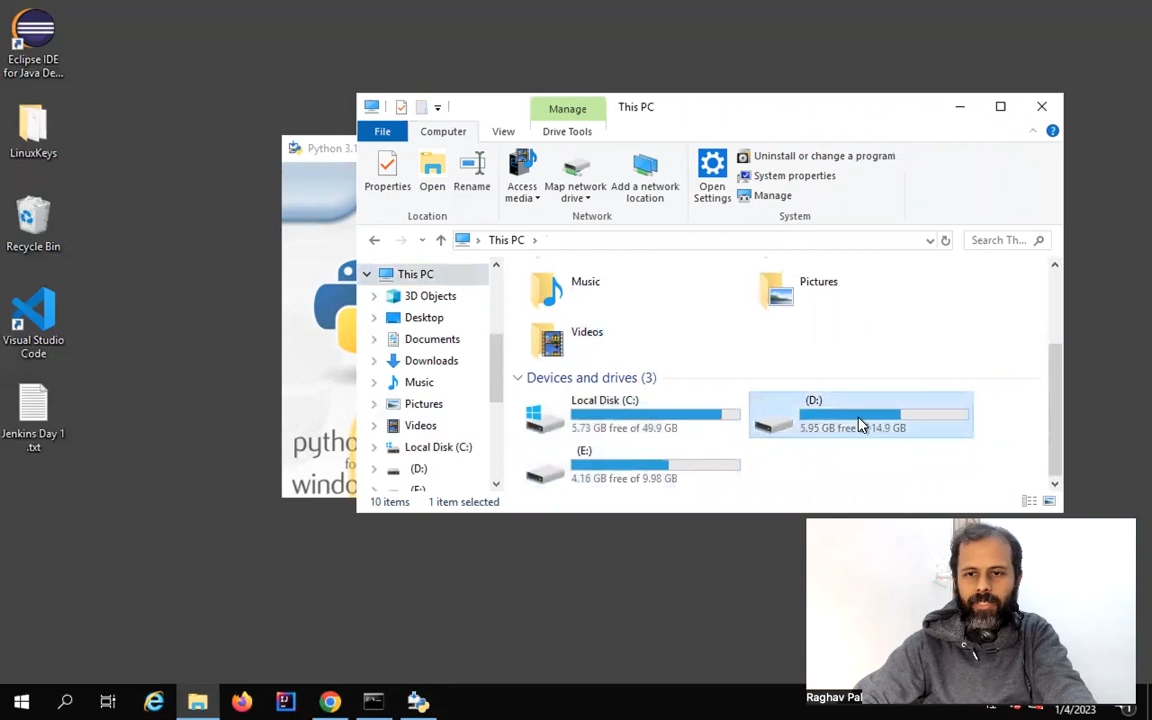 Eclipse IDE
for Java De...
LinuxKeys
Recycle Bin
Visual Studio
Code
Jenkins Day 1
.txt
Python 3.1
python
for
windo
Manage
This PC
File
Computer
View
Drive Tools
Properties
Open
Rename
Access
media
Map network
drive
Add a network
location
Open
Settings
Uninstall or change a program
System properties
Manage
Location
Network
System
This PC
Search Th...
This PC
3D Objects
Desktop
Documents
Downloads
Music
Pictures
Videos
Local Disk (C:)
(D:)
Music
Pictures
Videos
Devices and drives (3)
Local Disk (C:)
5.73 GB free of 49.9 GB
(D:)
5.95 GB free 14.9 GB
(E:)
4.16 GB free of 9.98 GB
10 items
1 item selected
Raghav Pal
1/4/2023